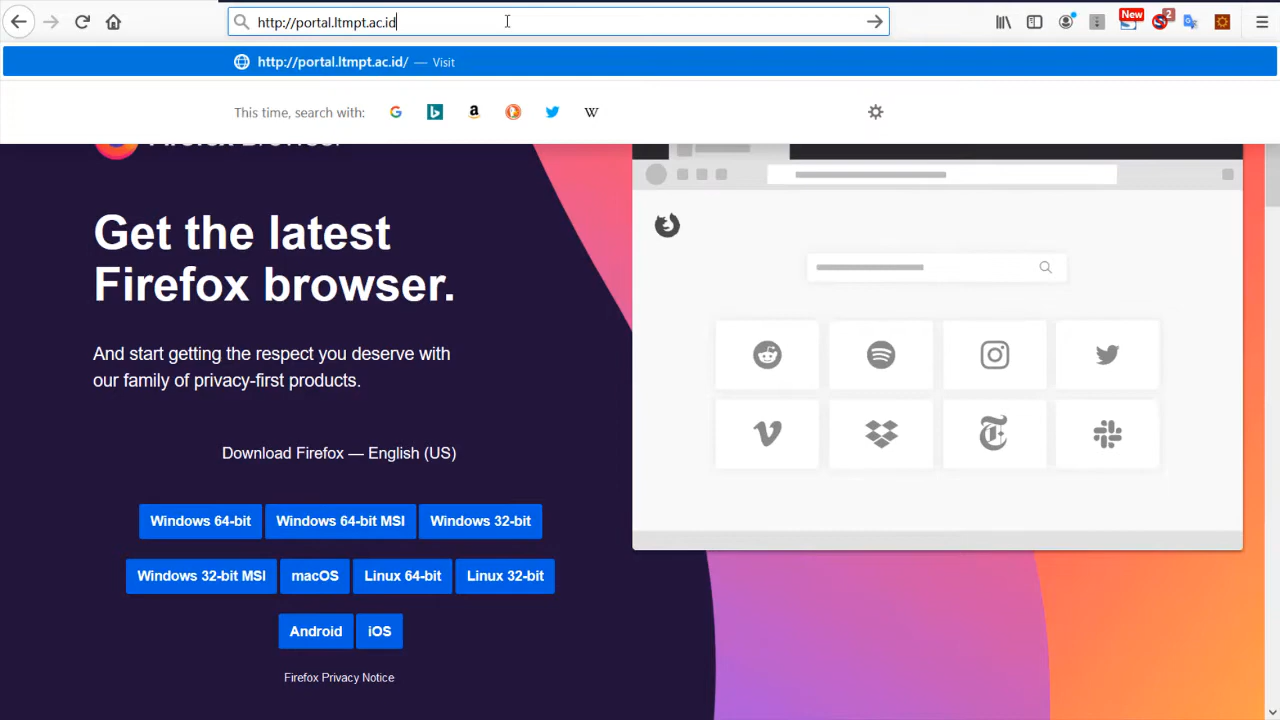 http://portal.ltmpt.ac.id
New
2
http://portal.ltmpt.ac.id/ — Visit
This time, search with:
Firefox Browser
Get the latest
Firefox browser.
And start getting the respect you deserve with
our family of privacy-first products.
Download Firefox — English (US)
Windows 64-bit
Windows 64-bit MSI
Windows 32-bit
Windows 32-bit MSI
macOS
Linux 64-bit
Linux 32-bit
Android
iOS
Firefox Privacy Notice